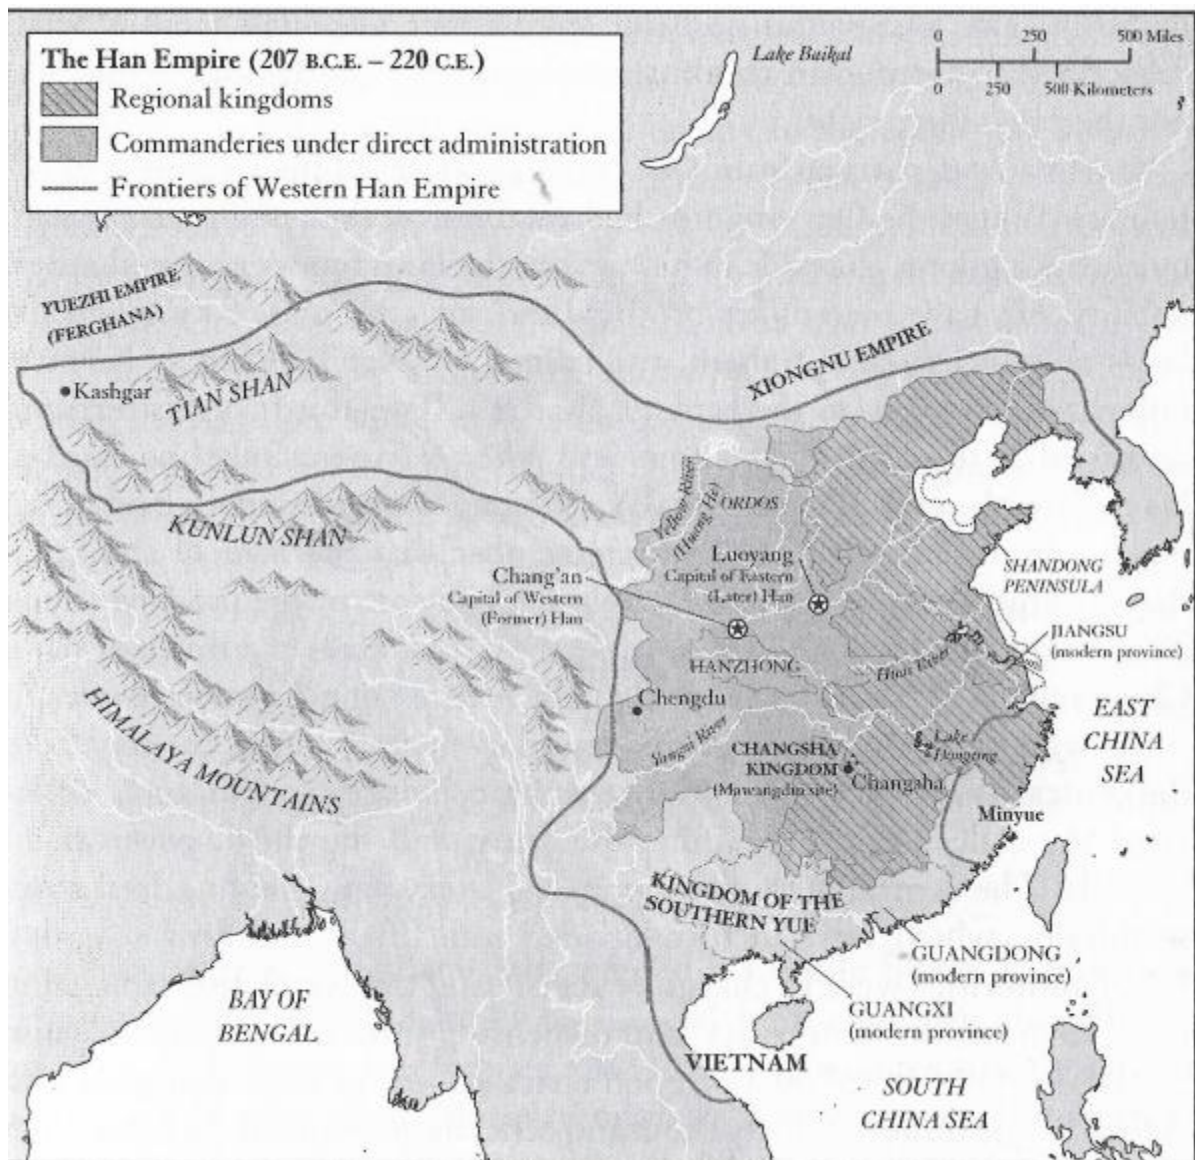 The Han Empire (207 B.C.E. – 220 C.E.)
Regional kingdoms
Commanderies under direct administration
Frontiers of Western Han Empire
Lake Baikal
0 250 500 Miles
0 250 500 Kilometers
YUEZHI EMPIRE
(FERGHANA)
Kashgar
TIAN SHAN
XIONGNU EMPIRE
KUNLUN SHAN
Yellow River
(Huang He)
ORDOS
Luoyang
Capital of Eastern
(Later) Han
Chang'an
Capital of Western
(Former) Han
SHANDONG
PENINSULA
JIANGSU
(modern province)
HANZHONG
Huai River
Chengdu
HIMALAYA MOUNTAINS
Yangzi River
CHANGSHA
KINGDOM
(Mawangdui site)
Changsha
Lake
EAST
CHINA
SEA
Minyue
KINGDOM OF THE
SOUTHERN YUE
GUANGDONG
(modern province)
GUANGXI
(modern province)
BAY OF
BENGAL
VIETNAM
SOUTH
CHINA SEA